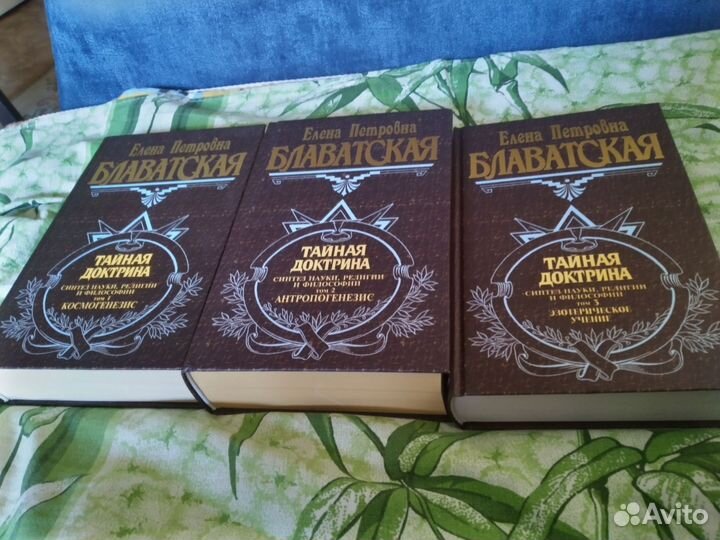 Елена Петровна
БЛАВАТСКАЯ
ТАЙНАЯ
ДОКТРИНА
СИНТЕЗ НАУКИ, РЕЛИГИИ
И ФИЛОСОФИИ
ТОМ 1
КОСМОГЕНЕЗИС
Елена Петровна
БЛАВАТСКАЯ
ТАЙНАЯ
ДОКТРИНА
СИНТЕЗ НАУКИ, РЕЛИГИИ
И ФИЛОСОФИИ
ТОМ 2
АНТРОПОГЕНЕЗИС
Елена Петровна
БЛАВАТСКАЯ
ТАЙНАЯ
ДОКТРИНА
СИНТЕЗ НАУКИ, РЕЛИГИИ
И ФИЛОСОФИИ
ТОМ 3
ЭЗОТЕРИЧЕСКОЕ
УЧЕНИЕ
Avito